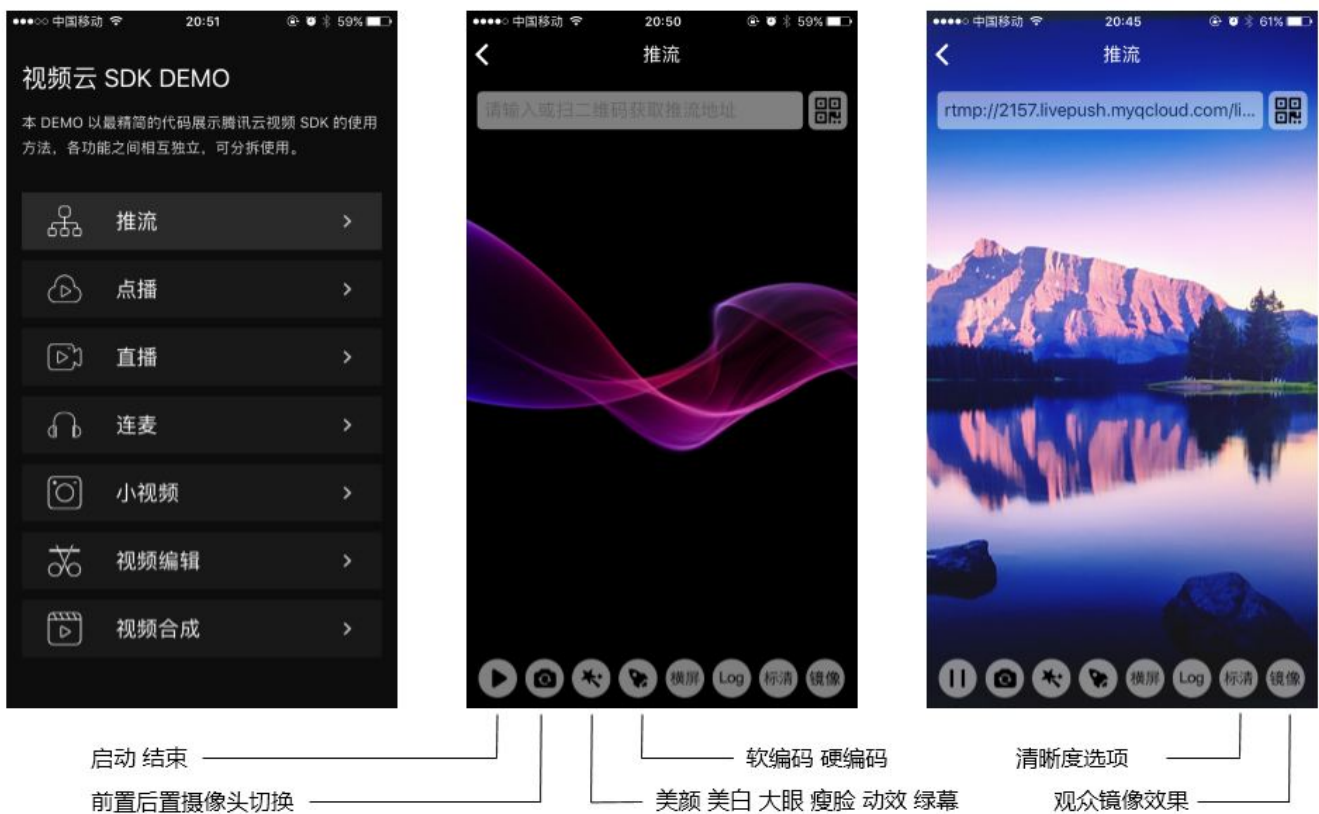 中国移动 20:51 59%
视频云 SDK DEMO
本 DEMO 以最精简的代码展示腾讯云视频 SDK 的使用
方法，各功能之间相互独立，可分拆使用。
推流
点播
直播
连麦
小视频
视频编辑
视频合成
中国移动 20:50 59%
推流
请输入或扫二维码获取推流地址
横屏 Log 标清 镜像
中国移动 20:45 61%
推流
rtmp://2157.livepush.myqcloud.com/li...
横屏 Log 标清 镜像
启动 结束
前置后置摄像头切换
软编码 硬编码
美颜 美白 大眼 瘦脸 动效 绿幕
清晰度选项
观众镜像效果